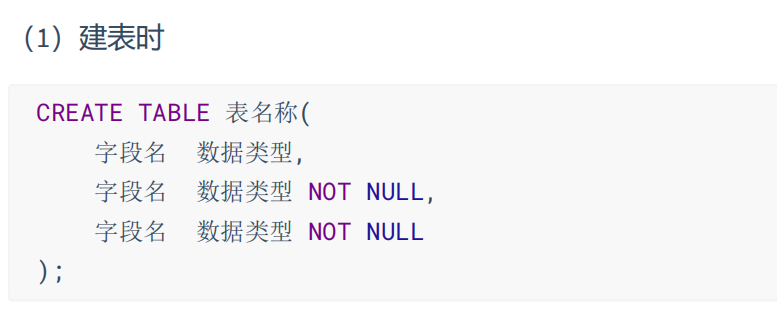 （1）建表时
CREATE TABLE 表名称(
字段名 数据类型,
字段名 数据类型 NOT NULL,
字段名 数据类型 NOT NULL
);